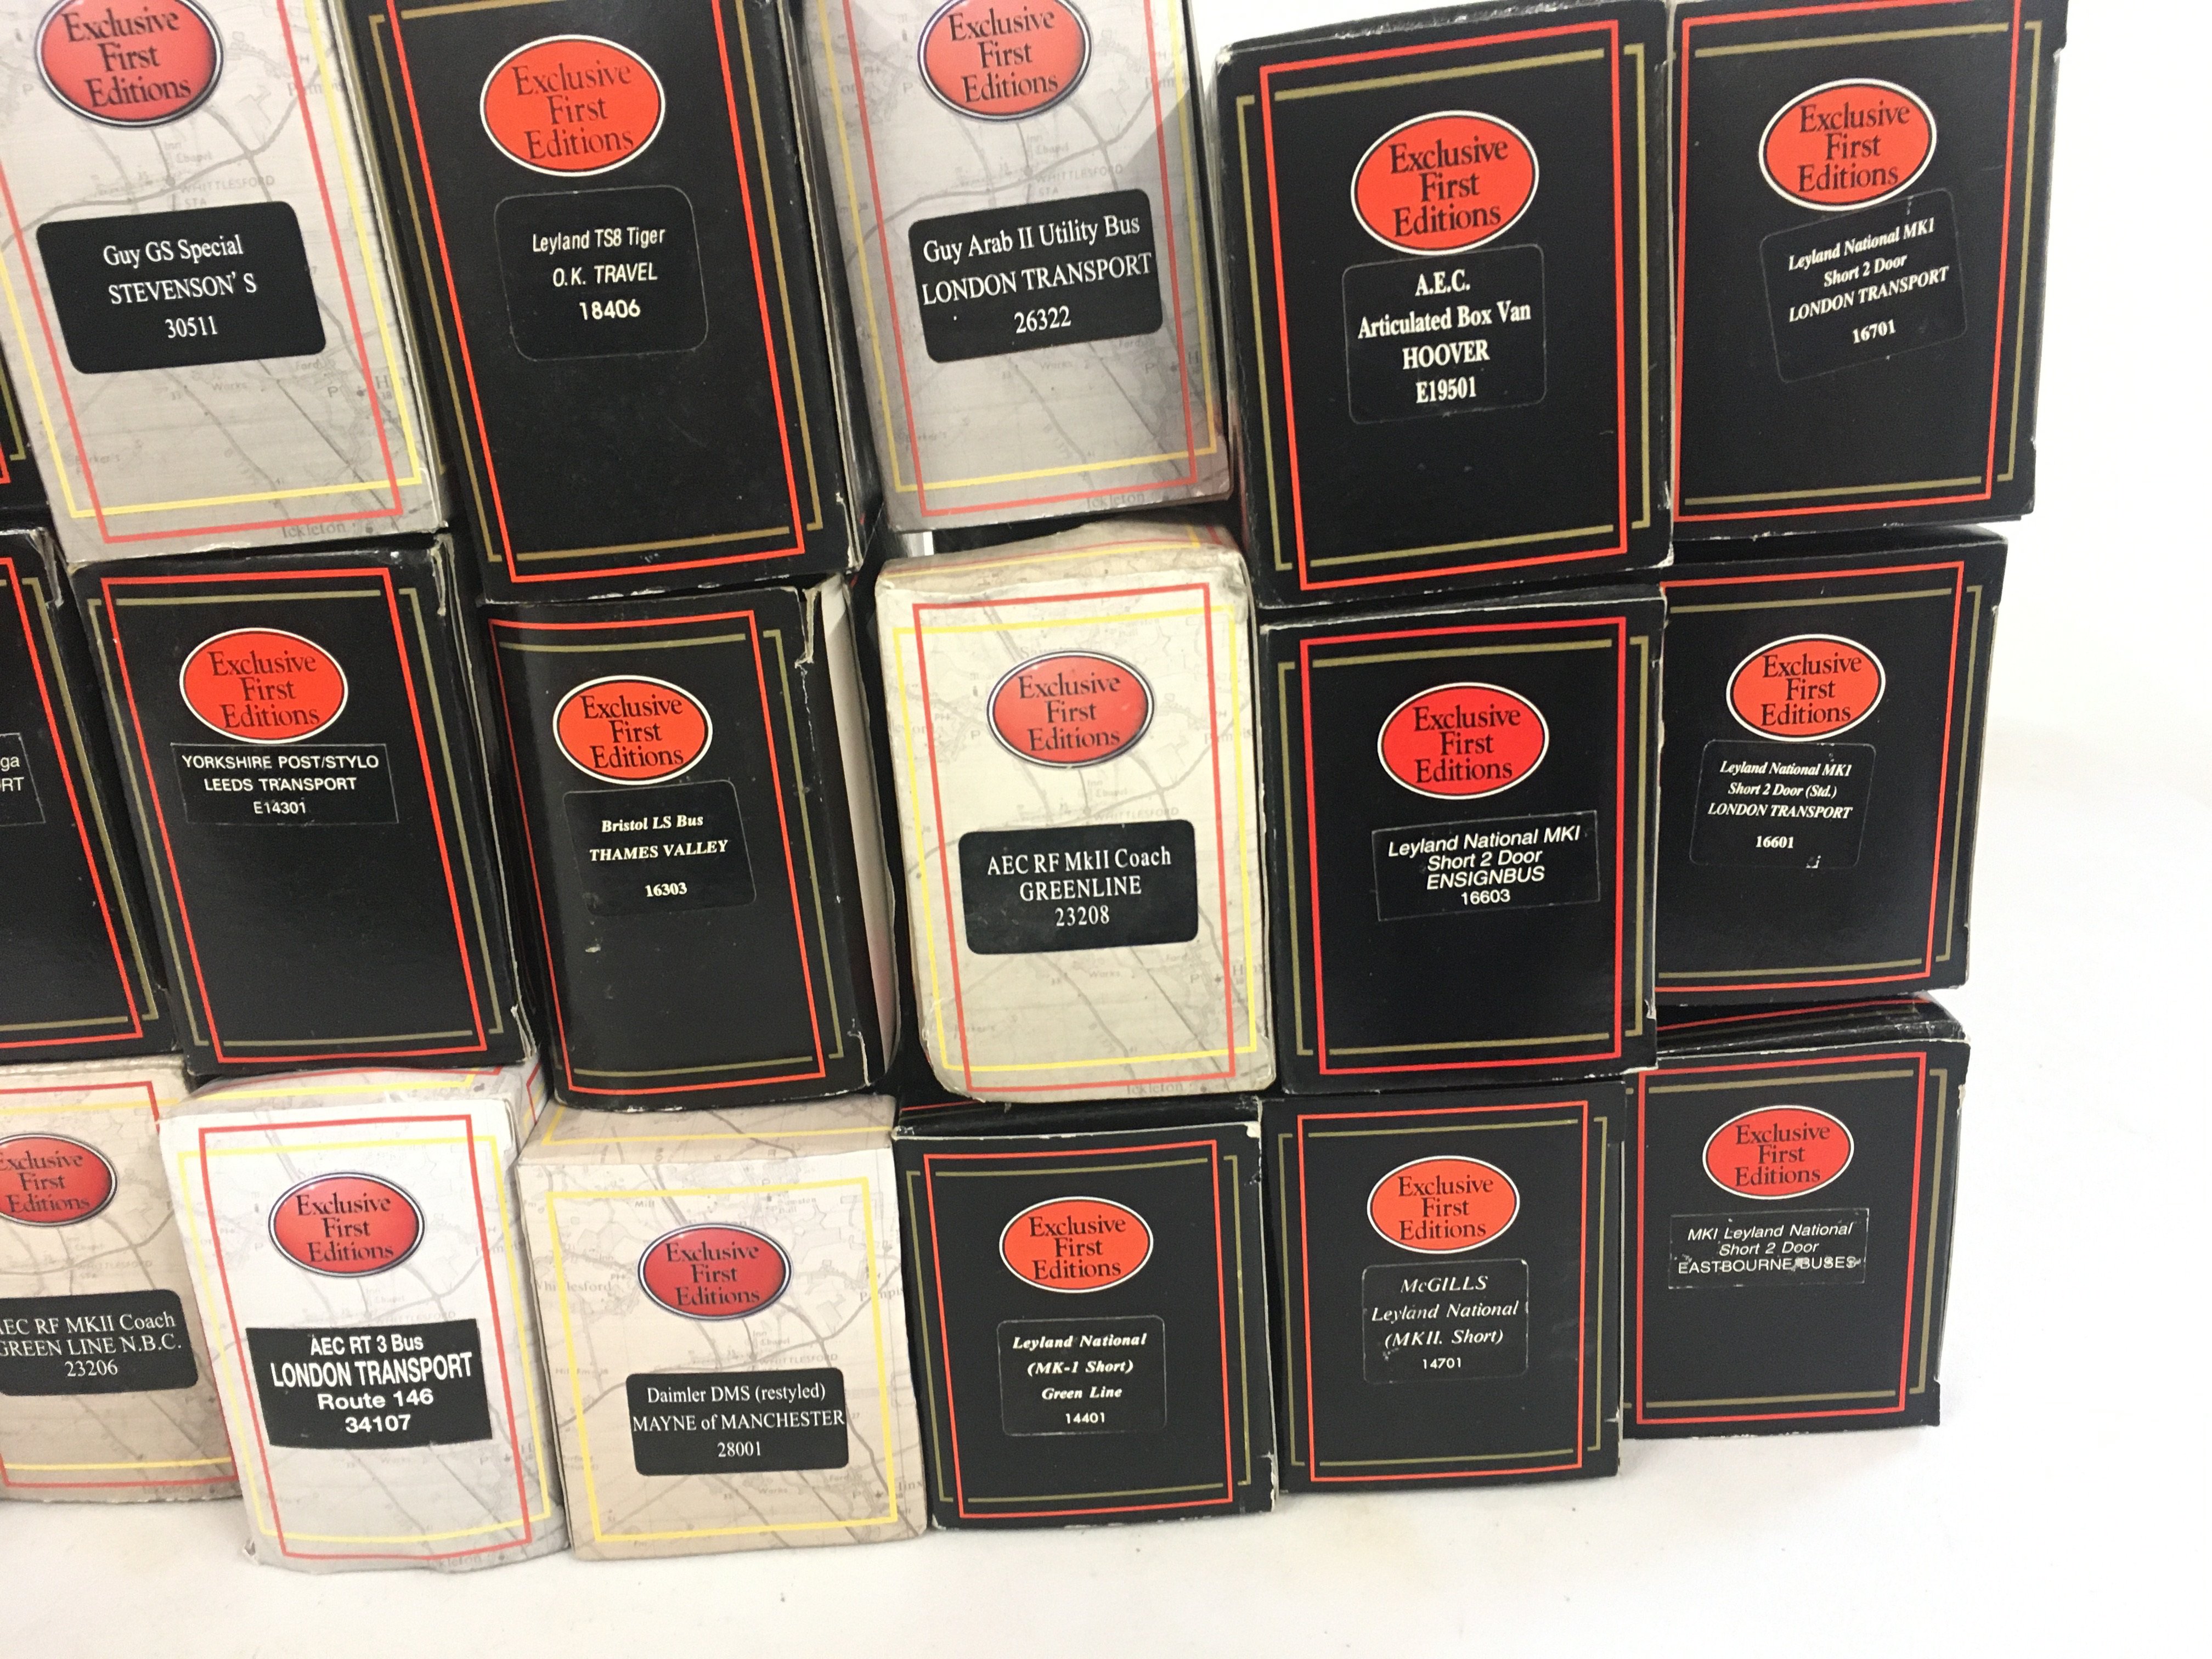 Exclusive
First
Editions
Guy GS Special
STEVENSON' S
30511
Exclusive
First
Editions
Leyland TS8 Tiger
O.K. TRAVEL
18406
Exclusive
First
Editions
Guy Arab II Utility Bus
LONDON TRANSPORT
26322
Exclusive
First
Editions
A.E.C.
Articulated Box Van
HOOVER
E19501
Exclusive
First
Editions
Leyland National MK1
Short 2 Door
LONDON TRANSPORT
16701
ga
RT
Exclusive
First
Editions
YORKSHIRE POST/STYLO
LEEDS TRANSPORT
E14301
Exclusive
First
Editions
Bristol LS Bus
THAMES VALLEY
16303
Exclusive
First
Editions
AEC RF MkII Coach
GREENLINE
23208
Exclusive
First
Editions
Leyland National MKI
Short 2 Door
ENSIGNBUS
16603
Exclusive
First
Editions
Leyland National MK1
Short 2 Door (Std.)
LONDON TRANSPORT
16601
Exclusive
First
Editions
AEC RF MKII Coach
GREEN LINE N.B.C.
23206
Exclusive
First
Editions
AEC RT 3 Bus
LONDON TRANSPORT
Route 146
34107
Exclusive
First
Editions
Daimler DMS (restyled)
MAYNE of MANCHESTER
28001
Exclusive
First
Editions
Leyland National
(MK-1 Short)
Green Line
14401
Exclusive
First
Editions
McGILLS
Leyland National
(MKII. Short)
14701
Exclusive
First
Editions
MKI Leyland National
Short 2 Door
EASTBOURNE BUSES